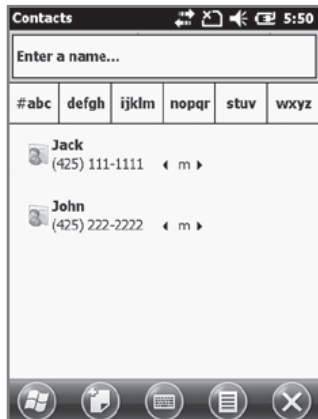 Contacts 5:50
Enter a name...
#abc defgh ijklm nopqr stuv wxyz
Jack
(425) 111-1111 m
John
(425) 222-2222 m